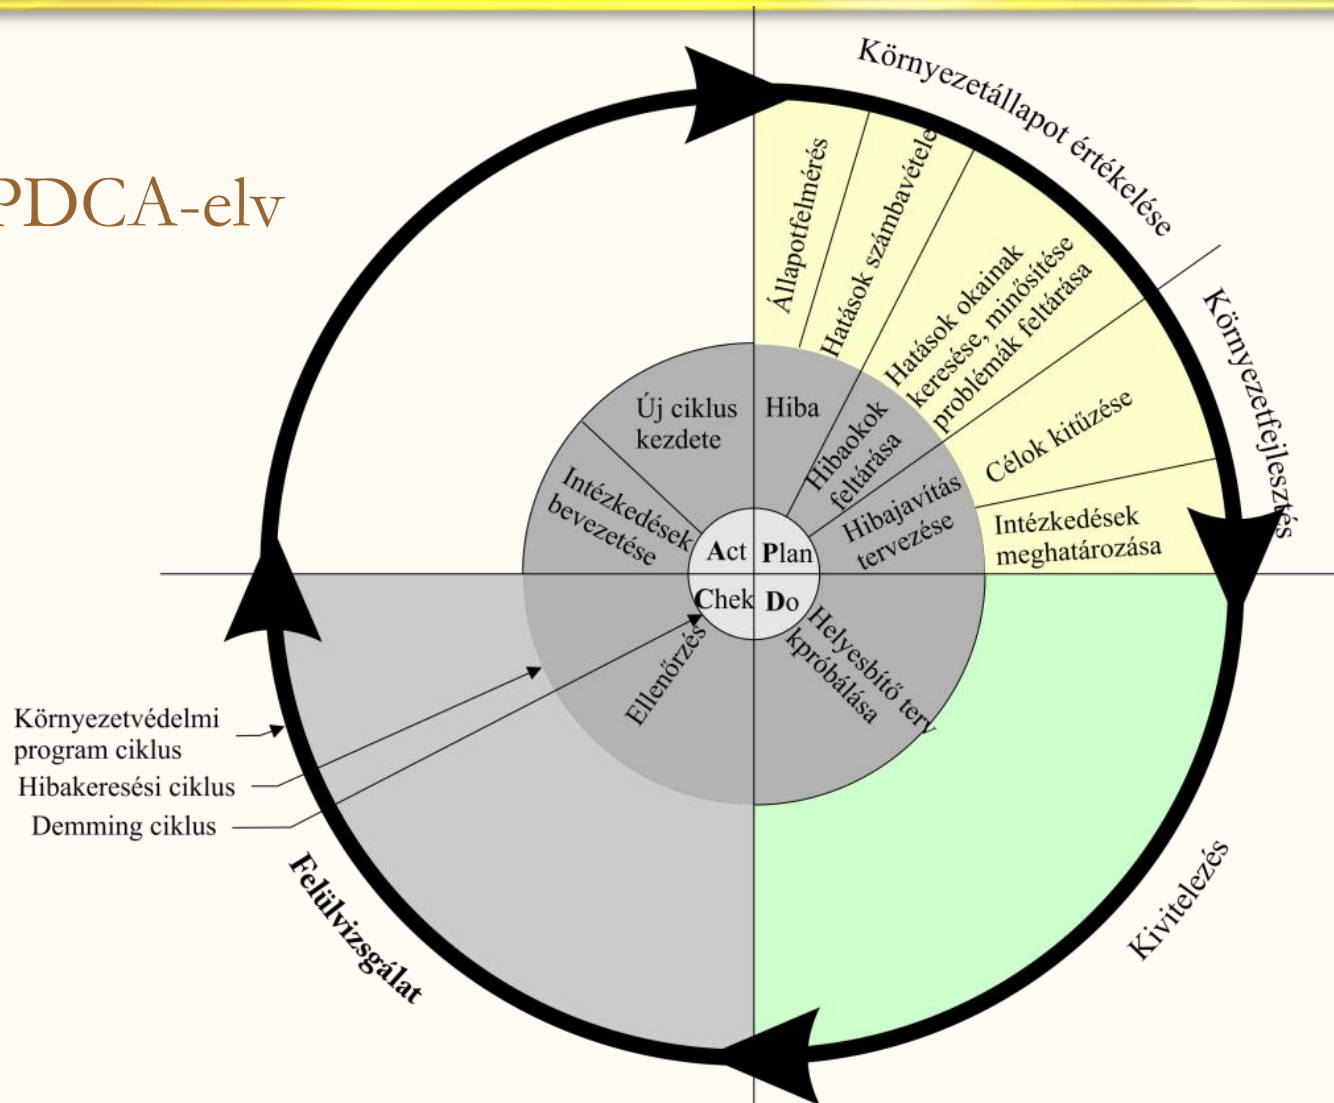 PDCA-elv
Környezetállapot értékelése
Környezetfejlesztés
Állapotfelmérés
Hatások számbavétele
Hatások okainak
keresése, minősítése
problémák feltárása
Célok kitűzése
Intézkedések
meghatározása
Új ciklus
kezdete
Hiba
Hibaokok
feltárása
Hibajavítás
tervezése
Intézkedések
bevezetése
Act
Plan
Chek
Do
Helyesbítő terv
kpróbálása
Ellenőrzés
Környezetvédelmi
program ciklus
Hibakeresési ciklus
Demming ciklus
Felülvizsgálat
Kivitelezés